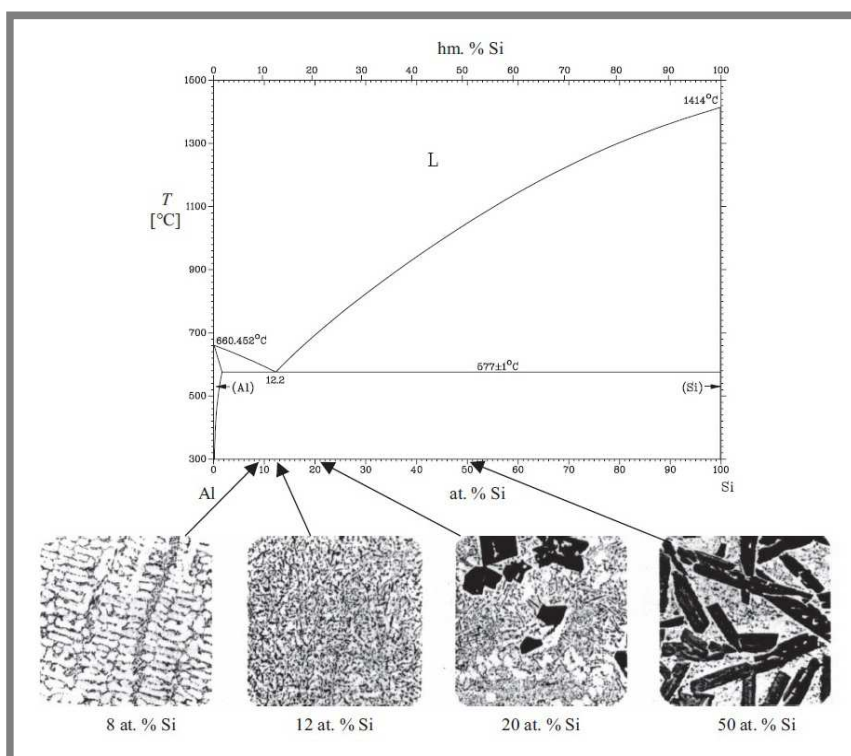 hm. % Si
0 10 20 30 40 50 60 70 80 90 100
1600
1414°C
1300
L
1100
T
[°C]
900
700
660.452°C
577±1°C
12.2
(Al)
(Si)
500
300
0 10 20 30 40 50 60 70 80 90 100
Al at. % Si Si
8 at. % Si 12 at. % Si 20 at. % Si 50 at. % Si